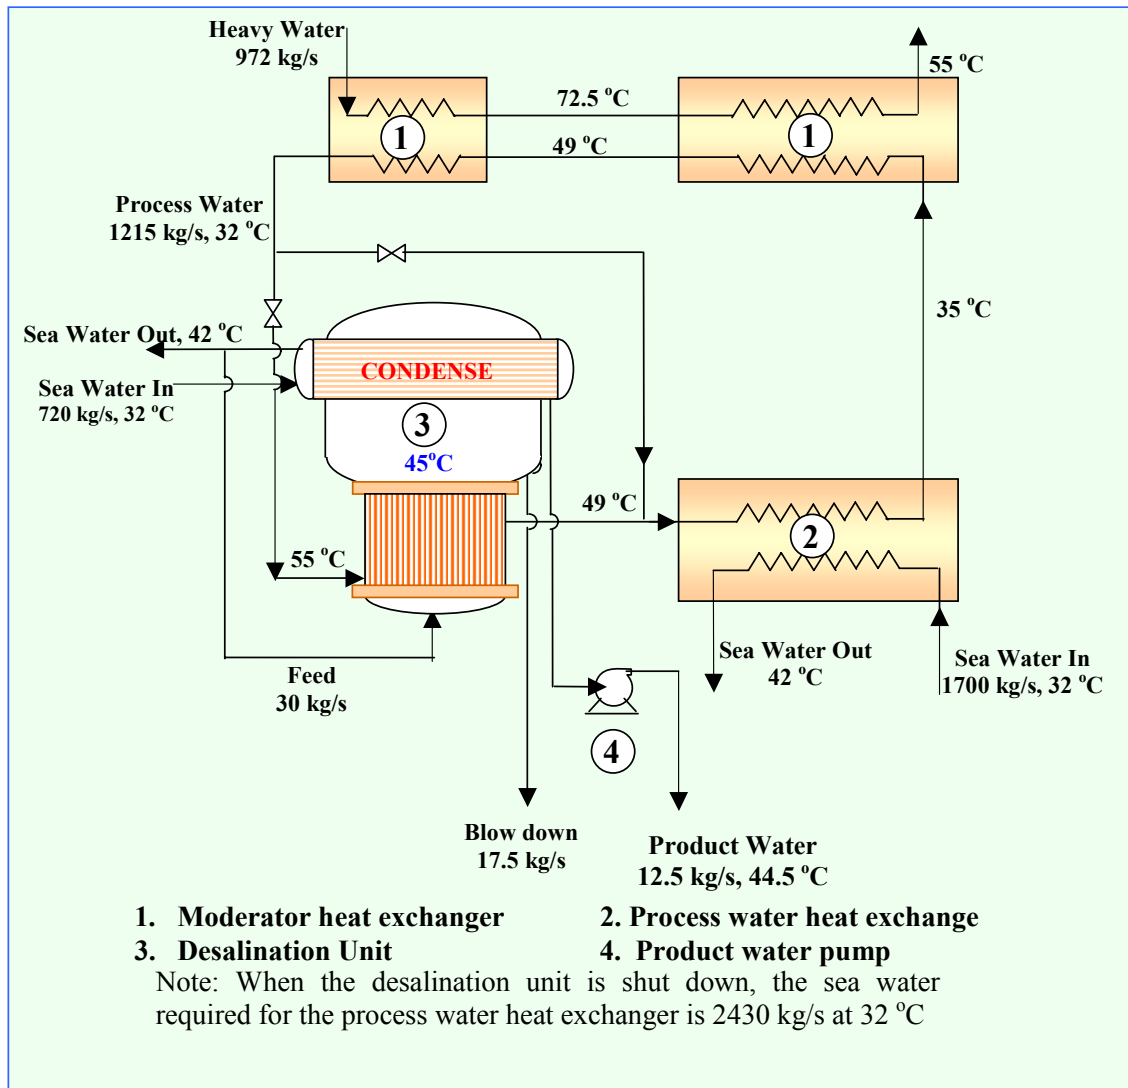 Heavy Water
972 kg/s
55 °C
72.5 °C
1
1
49 °C
Process Water
1215 kg/s, 32 °C
35 °C
Sea Water Out, 42 °C
CONDENSE
Sea Water In
720 kg/s, 32 °C
3
45°C
49 °C
2
55 °C
Sea Water Out
42 °C
Sea Water In
1700 kg/s, 32 °C
Feed
30 kg/s
4
Blow down
17.5 kg/s
Product Water
12.5 kg/s, 44.5 °C
1. Moderator heat exchanger
2. Process water heat exchange
3. Desalination Unit
4. Product water pump
Note: When the desalination unit is shut down, the sea water
required for the process water heat exchanger is 2430 kg/s at 32 °C